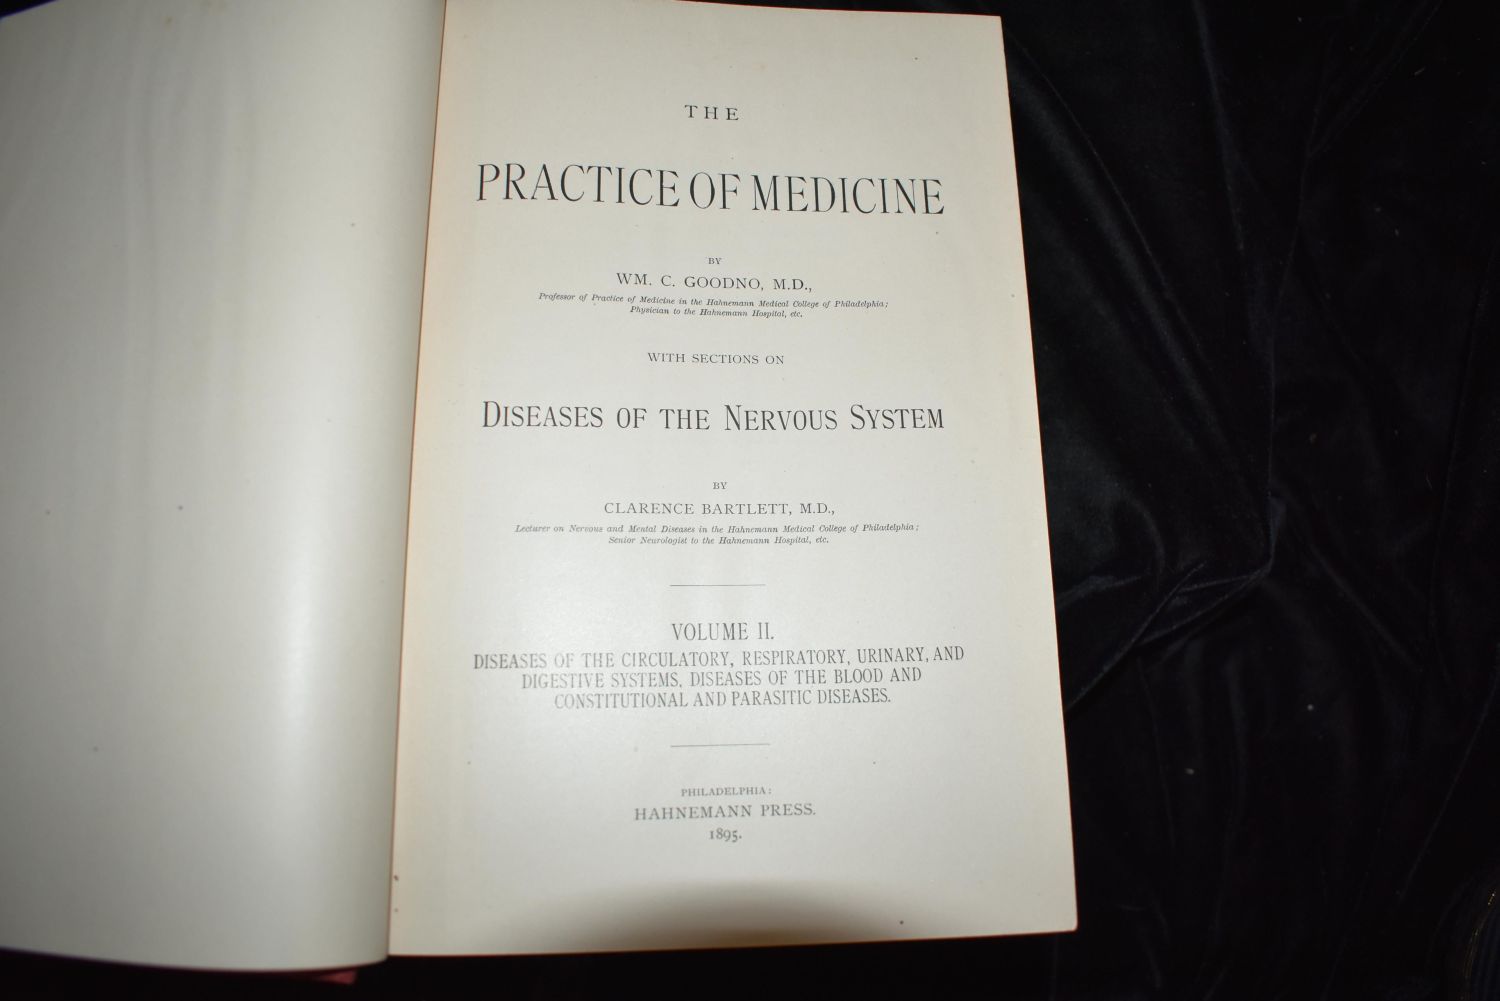 THE
PRACTICE OF MEDICINE
BY
WM. C. GOODNO, M.D.,
Professor of Practice of Medicine in the Hahnemann Medical College of Philadelphia;
Physician to the Hahnemann Hospital, etc.
WITH SECTIONS ON
DISEASES OF THE NERVOUS SYSTEM
BY
CLARENCE BARTLETT, M.D.,
Lecturer on Nervous and Mental Diseases in the Hahnemann Medical College of Philadelphia;
Senior Neurologist to the Hahnemann Hospital, etc.
VOLUME II.
DISEASES OF THE CIRCULATORY, RESPIRATORY, URINARY, AND
DIGESTIVE SYSTEMS, DISEASES OF THE BLOOD AND
CONSTITUTIONAL AND PARASITIC DISEASES.
PHILADELPHIA:
HAHNEMANN PRESS.
1895.